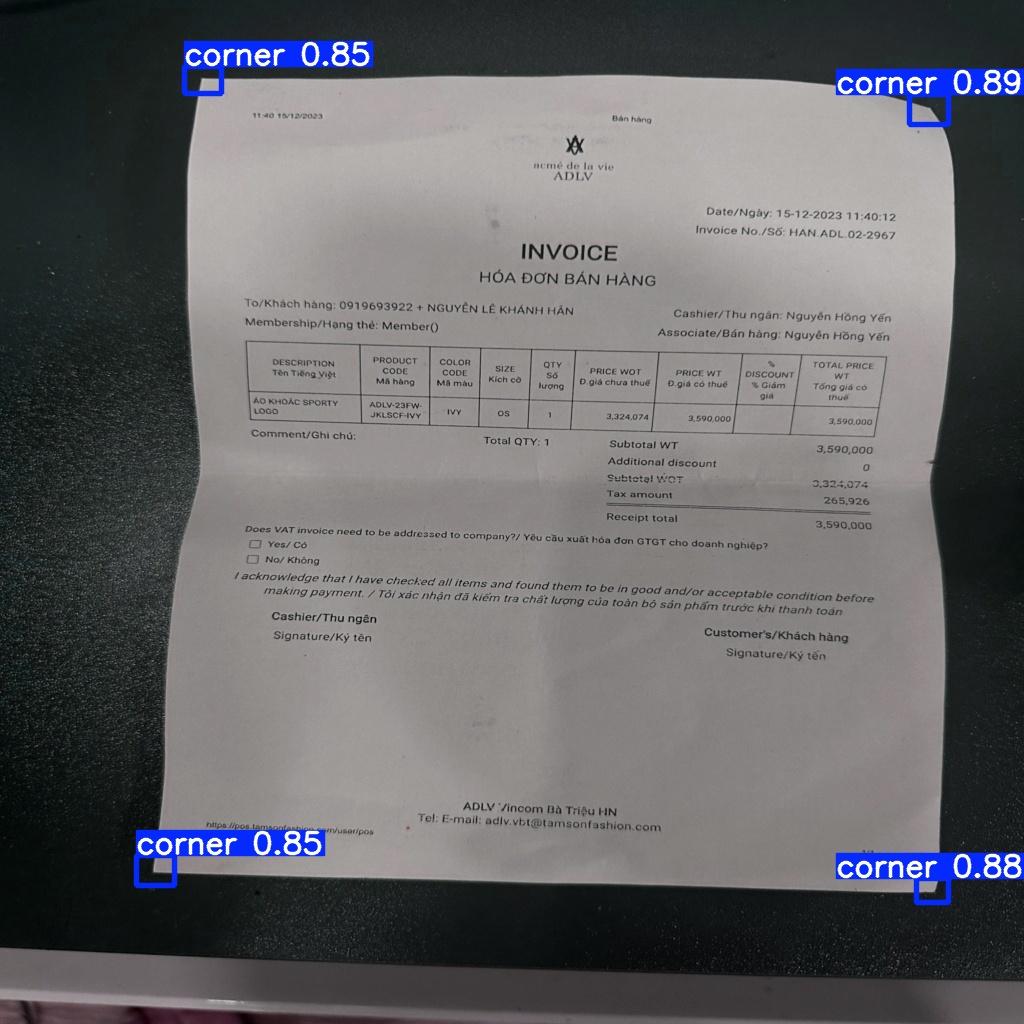 corner 0.85
corner 0.89
11:40 15/12/2023
Bán hàng
acmé de la vie
ADLV
Date/Ngày: 15-12-2023 11:40:12
Invoice No./Số: HAN.ADL.02-2967
INVOICE
HÓA ĐƠN BÁN HÀNG
To/Khách hàng: 0919693922 + NGUYỄN LÊ KHÁNH HÂN
Cashier/Thu ngân: Nguyễn Hồng Yến
Membership/Hạng thẻ: Member()
Associate/Bán hàng: Nguyễn Hồng Yến
DESCRIPTION Tên Tiếng Việt PRODUCT CODE Mã hàng COLOR CODE Mã màu SIZE Kích cỡ QTY Số lượng PRICE WOT Đ.giá chưa thuế PRICE WT Đ.giá có thuế % DISCOUNT % Giảm giá TOTAL PRICE WT Tổng giá có thuế
ÁO KHOÁC SPORTY LOGO ADLV-23FW-JKLSCF-IVY IVY OS 1 3,324,074 3,590,000 3,590,000
Comment/Ghi chú:
Total QTY: 1
Subtotal WT 3,590,000
Additional discount 0
Subtotal WOT 3,324,074
Tax amount 265,926
Receipt total 3,590,000
Does VAT invoice need to be addressed to company?/ Yêu cầu xuất hóa đơn GTGT cho doanh nghiệp?
Yes/ Có
No/ Không
I acknowledge that I have checked all items and found them to be in good and/or acceptable condition before
making payment. / Tôi xác nhận đã kiểm tra chất lượng của toàn bộ sản phẩm trước khi thanh toán
Cashier/Thu ngân
Customer's/Khách hàng
Signature/Ký tên
Signature/Ký tến
ADLV Vincom Bà Triệu HN
Tel: E-mail: adlv.vbt@tamsonfashion.com
https://pos.tamsonfashion.com/user/pos
corner 0.85
corner 0.88